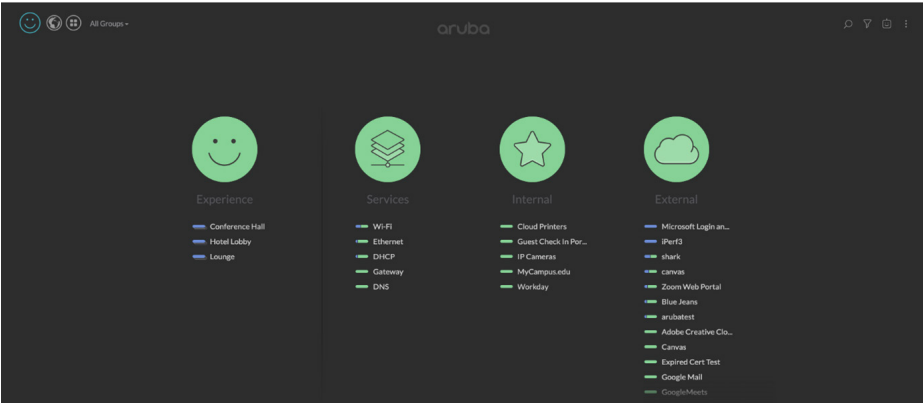 All Groups
aruba
Experience
Conference Hall
Hotel Lobby
Lounge
Services
Wi-Fi
Ethernet
DHCP
Gateway
DNS
Internal
Cloud Printers
Guest Check In Por...
IP Cameras
MyCampus.edu
Workday
External
Microsoft Login an...
iPerf3
shark
canvas
Zoom Web Portal
Blue Jeans
arubatest
Adobe Creative Clo...
Canvas
Expired Cert Test
Google Mail
GoogleMeets